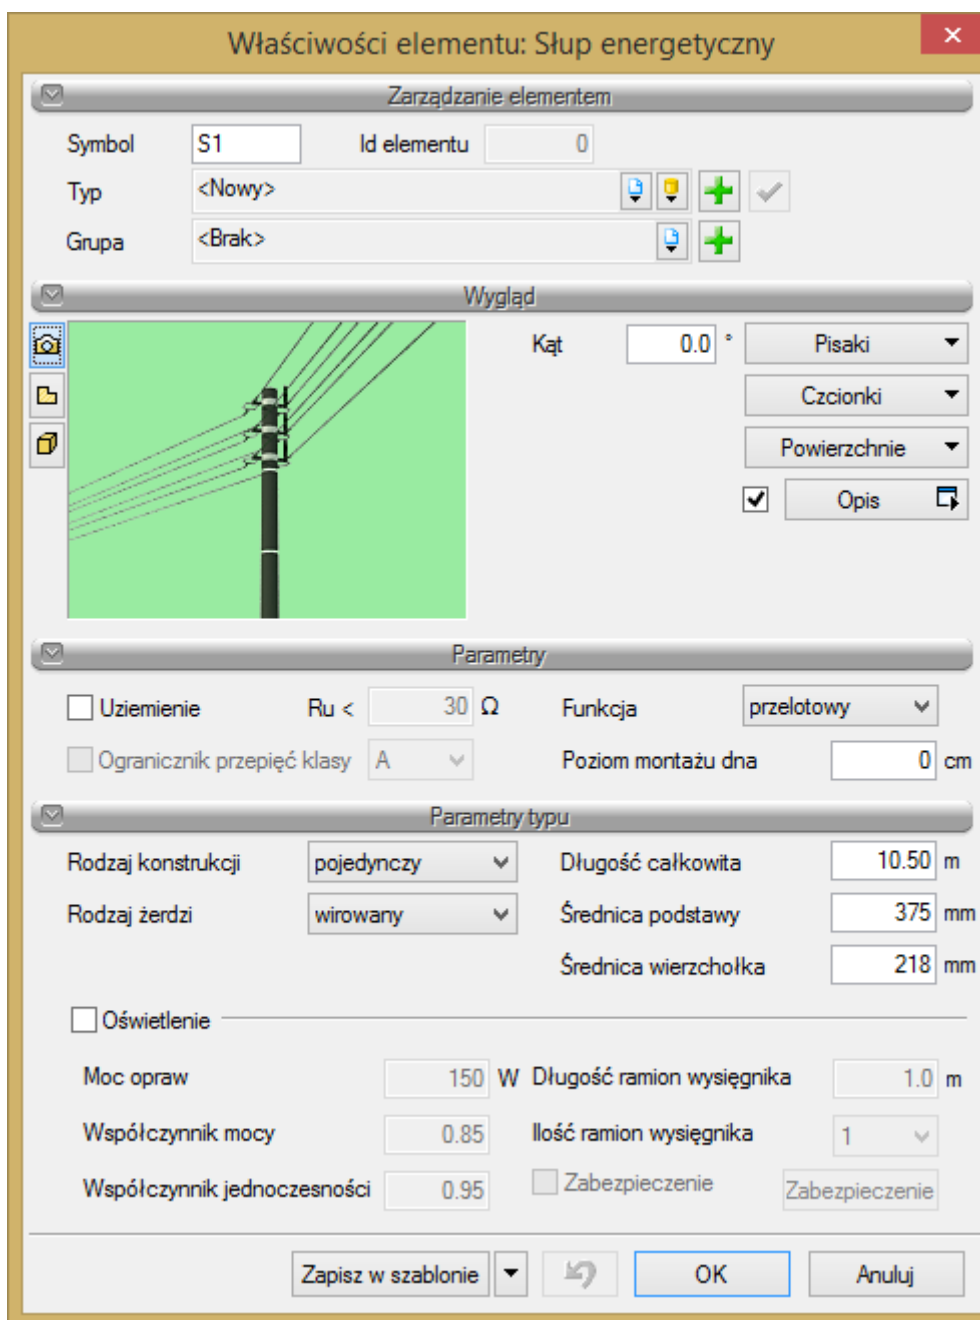 Właściwości elementu: Słup energetyczny
Zarządzanie elementem
Symbol S1 Id elementu 0
Typ <Nowy>
Grupa <Brak>
Wygląd
Kąt 0.0 ° Pisaki
Czcionki
Powierzchnie
Opis
Parametry
Uziemienie Ru < 30 Ω Funkcja przelotowy
Ogranicznik przepięć klasy A Poziom montażu dna 0 cm
Parametry typu
Rodzaj konstrukcji pojedynczy Długość całkowita 10.50 m
Rodzaj żerdzi wirowany Średnica podstawy 375 mm
Średnica wierzchołka 218 mm
Oświetlenie
Moc opraw 150 W Długość ramion wysięgnika 1.0 m
Współczynnik mocy 0.85 Ilość ramion wysięgnika 1
Współczynnik jednoczesności 0.95 Zabezpieczenie Zabezpieczenie
Zapisz w szablonie OK Anuluj